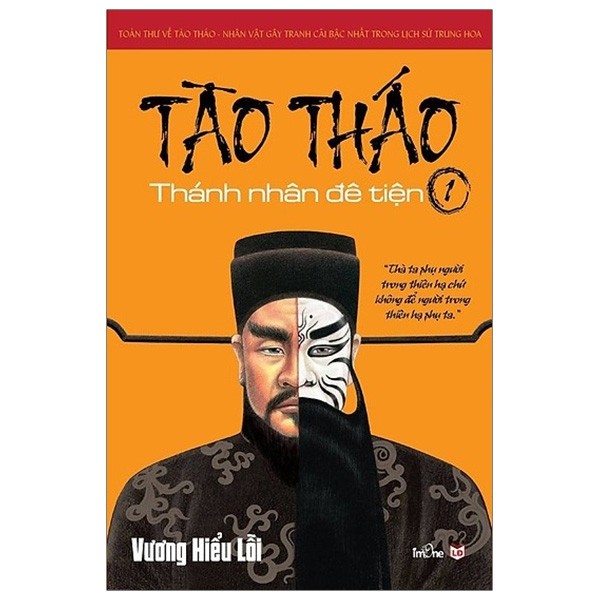 TOÀN THƯ VỀ TÀO THÁO - NHÂN VẬT GÂY TRANH CÃI BẬC NHẤT TRONG LỊCH SỬ TRUNG HOA
TÀO THÁO
Thánh nhân đê tiện 1
"Thà ta phụ người
trong thiên hạ chứ
không để người trong
thiên hạ phụ ta."
Vương Hiểu Lỗi
1mOne LD